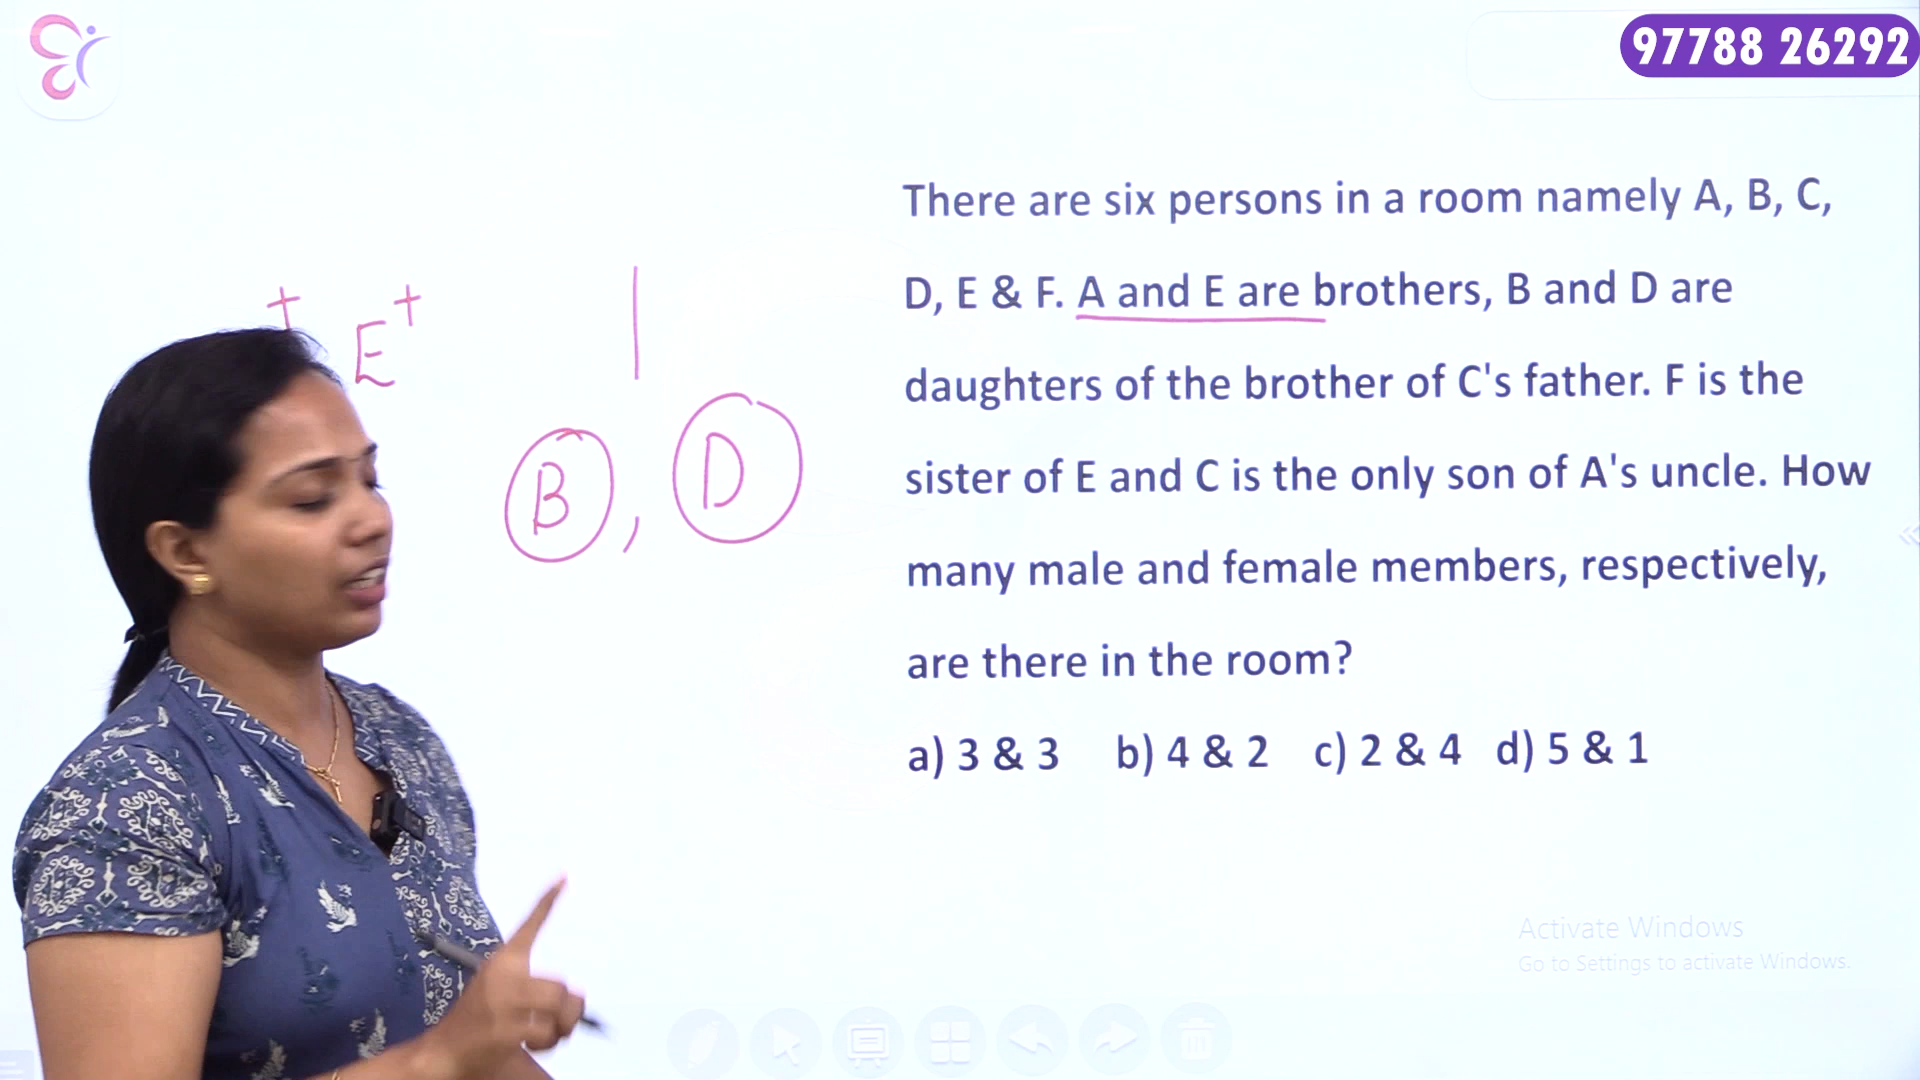 97788 26292
There are six persons in a room namely A, B, C,
D, E & F. A and E are brothers, B and D are
daughters of the brother of C's father. F is the
sister of E and C is the only son of A's uncle. How
many male and female members, respectively,
are there in the room?
a) 3 & 3 b) 4 & 2 c) 2 & 4 d) 5 & 1
+ E +
B , D
Activate Windows
Go to Settings to activate Windows.